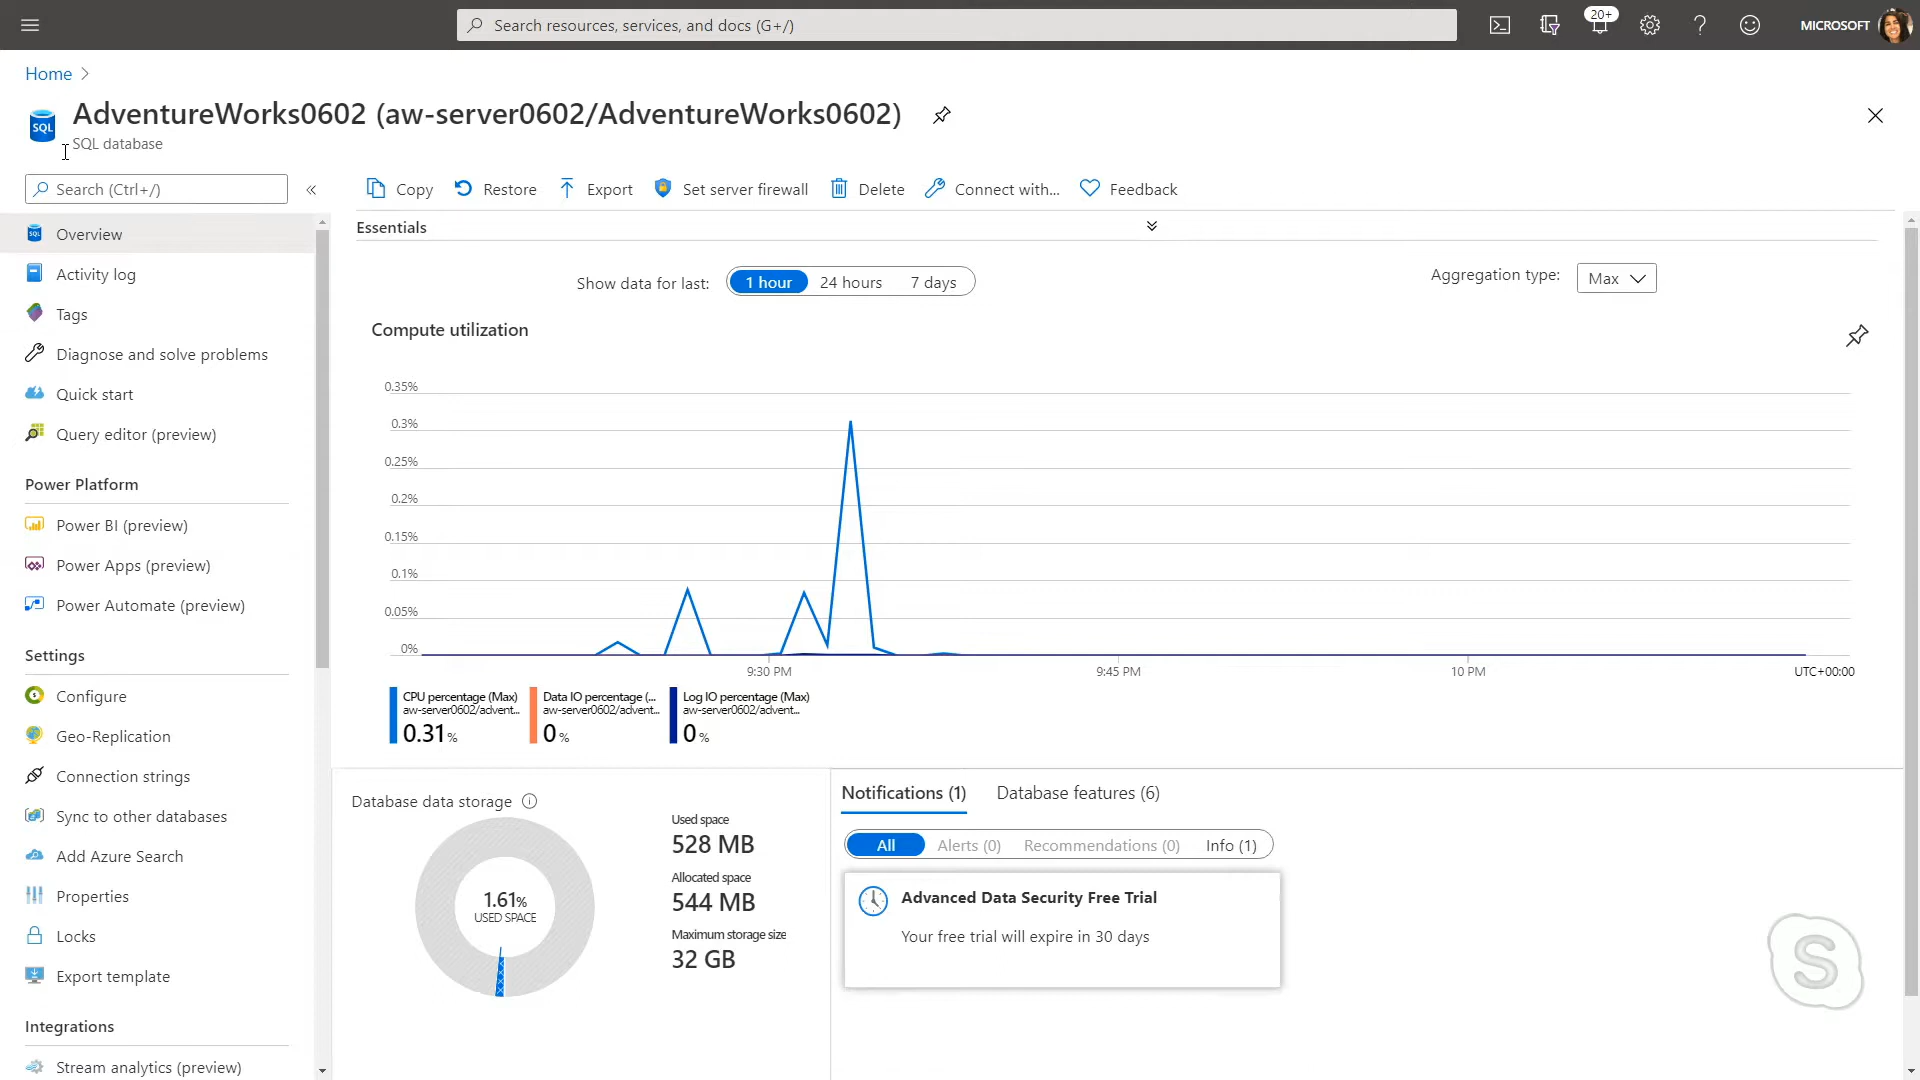 Search resources, services, and docs (G+/)
20+
MICROSOFT
Home
AdventureWorks0602 (aw-server0602/AdventureWorks0602)
SQL
SQL database
Search (Ctrl+/)
«
Copy
Restore
Export
Set server firewall
Delete
Connect with...
Feedback
Overview
Activity log
Tags
Diagnose and solve problems
Quick start
Query editor (preview)
Power Platform
Power BI (preview)
Power Apps (preview)
Power Automate (preview)
Settings
Configure
Geo-Replication
Connection strings
Sync to other databases
Add Azure Search
Properties
Locks
Export template
Integrations
Stream analytics (preview)
Essentials
Show data for last:
1 hour
24 hours
7 days
Aggregation type:
Max
Compute utilization
0.35%
0.3%
0.25%
0.2%
0.15%
0.1%
0.05%
0%
9:30 PM
9:45 PM
10 PM
UTC+00:00
CPU percentage (Max)
aw-server0602/advent...
0.31%
Data IO percentage (...
aw-server0602/advent...
0%
Log IO percentage (Max)
aw-server0602/advent...
0%
Database data storage
1.61%
USED SPACE
Used space
528 MB
Allocated space
544 MB
Maximum storage size
32 GB
Notifications (1)
Database features (6)
All
Alerts (0)
Recommendations (0)
Info (1)
Advanced Data Security Free Trial
Your free trial will expire in 30 days
S